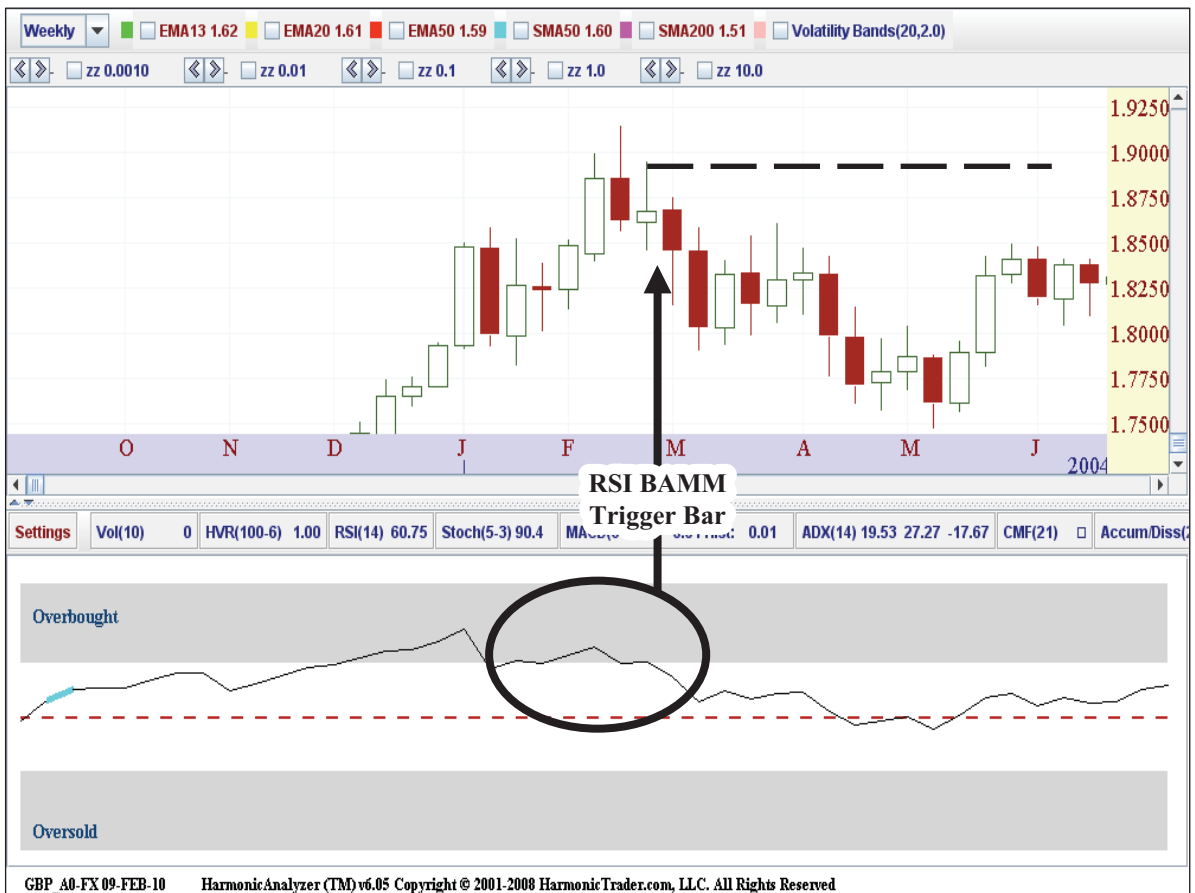 Weekly EMA13 1.62 EMA20 1.61 EMA50 1.59 SMA50 1.60 SMA200 1.51 Volatility Bands(20,2.0)
zz 0.0010 zz 0.01 zz 0.1 zz 1.0 zz 10.0
1.9250
1.9000
1.8750
1.8500
1.8250
1.8000
1.7750
1.7500
O N D J F M A M J
2004
RSI BAMM
Trigger Bar
Settings Vol(10) 0 HVR(100-6) 1.00 RSI(14) 60.75 Stoch(5-3) 90.4 0.01 ADX(14) 19.53 27.27 -17.67 CMF(21) Accum/Diss(2
Overbought
Oversold
GBP_A0-FX 09-FEB-10 HarmonicAnalyzer (TM) v6.05 Copyright © 2001-2008 HarmonicTrader.com, LLC. All Rights Reserved